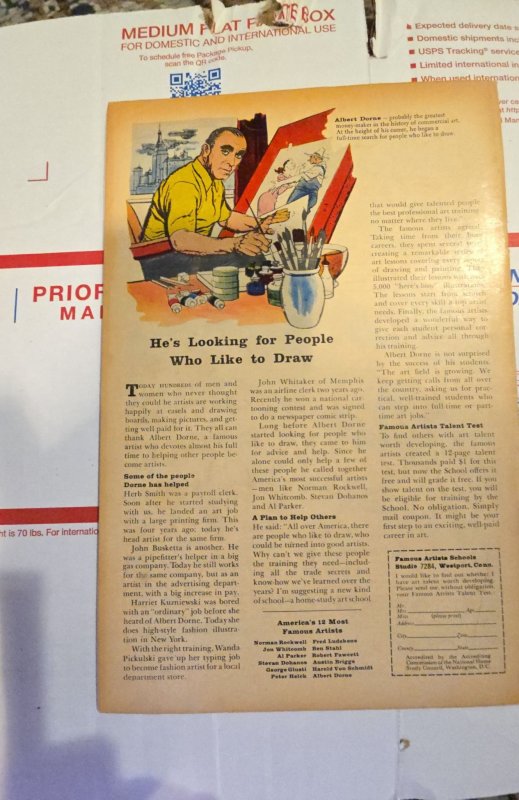 MEDIUM FLAT RATE BOX
FOR DOMESTIC AND INTERNATIONAL USE
To schedule free Package Pickup,
scan the QR code.
Expected delivery date s
Domestic shipments inc
USPS Tracking® service
Limited international in
When used internation
PRIOR
MA
ht is 70 lbs. For internatio
Albert Dorne – probably the greatest
money-maker in the history of commercial art.
At the height of his career, he began a
full-time search for people who like to draw.
He's Looking for People
Who Like to Draw
TODAY HUNDREDS of men and
women who never thought
they could be artists are working
happily at easels and drawing
boards, making pictures, and get-
ting well paid for it. They all can
thank Albert Dorne, a famous
artist who devotes almost his full
time to helping other people be-
come artists.
Some of the people
Dorne has helped
Herb Smith was a payroll clerk.
Soon after he started studying
with us, he landed an art job
with a large printing firm. This
was four years ago; today he's
head artist for the same firm.
John Busketta is another. He
was a pipefitter's helper in a big
gas company. Today he still works
for the same company, but as an
artist in the advertising depart-
ment, with a big increase in pay.
Harriet Kuzniewski was bored
with an "ordinary" job before she
heard of Albert Dorne. Today she
does high-style fashion illustra-
tion in New York.
With the right training, Wanda
Pickulski gave up her typing job
to become fashion artist for a local
department store.
John Whitaker of Memphis
was an airline clerk two years ago.
Recently he won a national car-
tooning contest and was signed
to do a newspaper comic strip.
Long before Albert Dorne
started looking for people who
like to draw, they came to him
for advice and help. Since he
alone could only help a few of
these people he called together
America's most successful artists
—men like Norman Rockwell,
Jon Whitcomb, Stevan Dohanos
and Al Parker.
A Plan to Help Others
He said: "All over America, there
are people who like to draw, who
could be turned into good artists.
Why can't we give these people
the training they need—includ-
ing all the trade secrets and
know-how we've learned over the
years? I'm suggesting a new kind
of school—a home-study art school
America's 12 Most
Famous Artists
Norman Rockwell Fred Ludekens
Jon Whitcomb Ben Stahl
Al Parker Robert Fawcett
Stevan Dohanos Austin Briggs
George Giusti Harold Von Schmidt
Peter Helck Albert Dorne
that would give talented people
the best professional art training
no matter where they live."
The famous artists agreed.
Taking time from their busy
careers, they spent several
creating a remarkable series
art lessons covering every
of drawing and painting. They
illustrated their lessons with over
5,000 "here's how" illustrations.
The lessons start from scratch
and cover every skill a top artist
needs. Finally, the famous artists
developed a wonderful way to
give each student personal cor-
rection and advice all through
his training.
Albert Dorne is not surprised
by the success of his students.
"The art field is growing. We
keep getting calls from all over
the country, asking us for prac-
tical, well-trained students who
can step into full-time or part-
time art jobs."
Famous Artists Talent Test
To find others with art talent
worth developing, the famous
artists created a 12-page talent
test. Thousands paid $1 for this
test; but now the School offers it
free and will grade it free. If you
show talent on the test, you will
be eligible for training by the
School. No obligation. Simply
mail coupon. It might be your
first step to an exciting, well-paid
career in art.
Famous Artists Schools
Studio 7284, Westport, Conn.
I would like to find out whether I
have art talent worth developing.
Please send me, without obligation,
your Famous Artists Talent Test.
Mr.
Mrs. Age
Miss (please print)
Address
City Zone
County State
Accredited by the Accrediting
Commission of the National Home
Study Council, Washington, D.C.